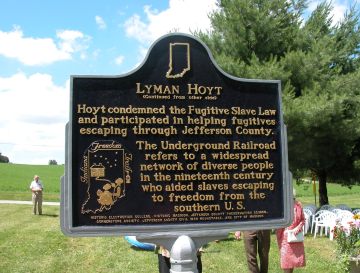 LYMAN HOYT
(Continued from other side)
Hoyt condemned the Fugitive Slave Law
and participated in helping fugitives
escaping through Jefferson County.
The Underground Railroad
refers to a widespread
network of diverse people
in the nineteenth century
who aided slaves escaping
to freedom from the
southern U. S.
Indiana
Freedom